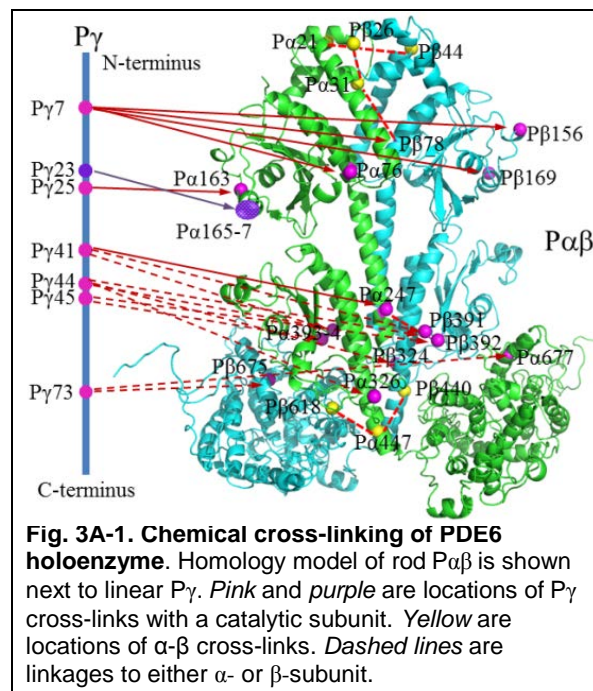 Pγ
N-terminus
Pα21
Pβ26
Pβ44
Pα31
Pγ7
Pβ78
Pβ156
Pγ23
Pγ25
Pα163
Pα76
Pβ169
Pα165-7
Pαβ
Pγ41
Pγ44
Pγ45
Pα247
Pβ391
Pα393-4
Pβ392
Pβ324
Pα677
Pβ675
Pα326
Pβ440
Pγ73
Pβ618
Pα447
C-terminus
Fig. 3A-1. Chemical cross-linking of PDE6
holoenzyme. Homology model of rod Pαβ is shown
next to linear Pγ. Pink and purple are locations of Pγ
cross-links with a catalytic subunit. Yellow are
locations of α-β cross-links. Dashed lines are
linkages to either α- or β-subunit.